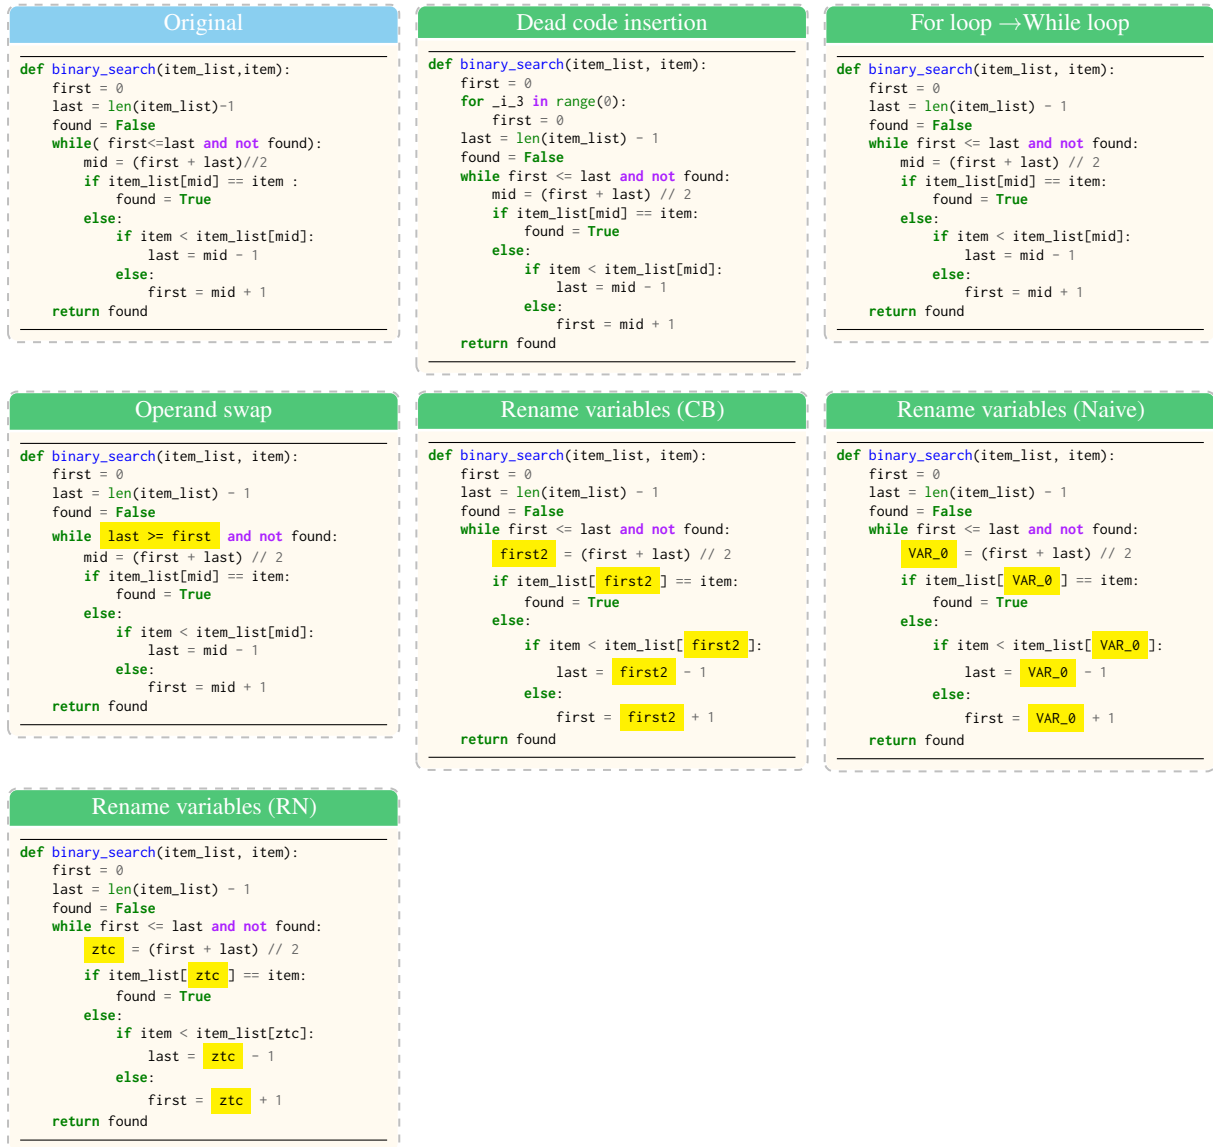 Original
def binary_search(item_list,item):
    first = 0
    last = len(item_list)-1
    found = False
    while( first<=last and not found):
        mid = (first + last)//2
        if item_list[mid] == item :
            found = True
        else:
            if item < item_list[mid]:
                last = mid - 1
            else:
                first = mid + 1
    return found
Dead code insertion
def binary_search(item_list, item):
    first = 0
    for _i_3 in range(0):
        first = 0
    last = len(item_list) - 1
    found = False
    while first <= last and not found:
        mid = (first + last) // 2
        if item_list[mid] == item:
            found = True
        else:
            if item < item_list[mid]:
                last = mid - 1
            else:
                first = mid + 1
    return found
For loop →While loop
def binary_search(item_list, item):
    first = 0
    last = len(item_list) - 1
    found = False
    while first <= last and not found:
        mid = (first + last) // 2
        if item_list[mid] == item:
            found = True
        else:
            if item < item_list[mid]:
                last = mid - 1
            else:
                first = mid + 1
    return found
Operand swap
def binary_search(item_list, item):
    first = 0
    last = len(item_list) - 1
    found = False
    while last >= first and not found:
        mid = (first + last) // 2
        if item_list[mid] == item:
            found = True
        else:
            if item < item_list[mid]:
                last = mid - 1
            else:
                first = mid + 1
    return found
Rename variables (CB)
def binary_search(item_list, item):
    first = 0
    last = len(item_list) - 1
    found = False
    while first <= last and not found:
        first2 = (first + last) // 2
        if item_list[ first2 ] == item:
            found = True
        else:
            if item < item_list[ first2 ]:
                last = first2 - 1
            else:
                first = first2 + 1
    return found
Rename variables (Naive)
def binary_search(item_list, item):
    first = 0
    last = len(item_list) - 1
    found = False
    while first <= last and not found:
        VAR_0 = (first + last) // 2
        if item_list[ VAR_0 ] == item:
            found = True
        else:
            if item < item_list[ VAR_0 ]:
                last = VAR_0 - 1
            else:
                first = VAR_0 + 1
    return found
Rename variables (RN)
def binary_search(item_list, item):
    first = 0
    last = len(item_list) - 1
    found = False
    while first <= last and not found:
        ztc = (first + last) // 2
        if item_list[ ztc ] == item:
            found = True
        else:
            if item < item_list[ztc]:
                last = ztc - 1
            else:
                first = ztc + 1
    return found